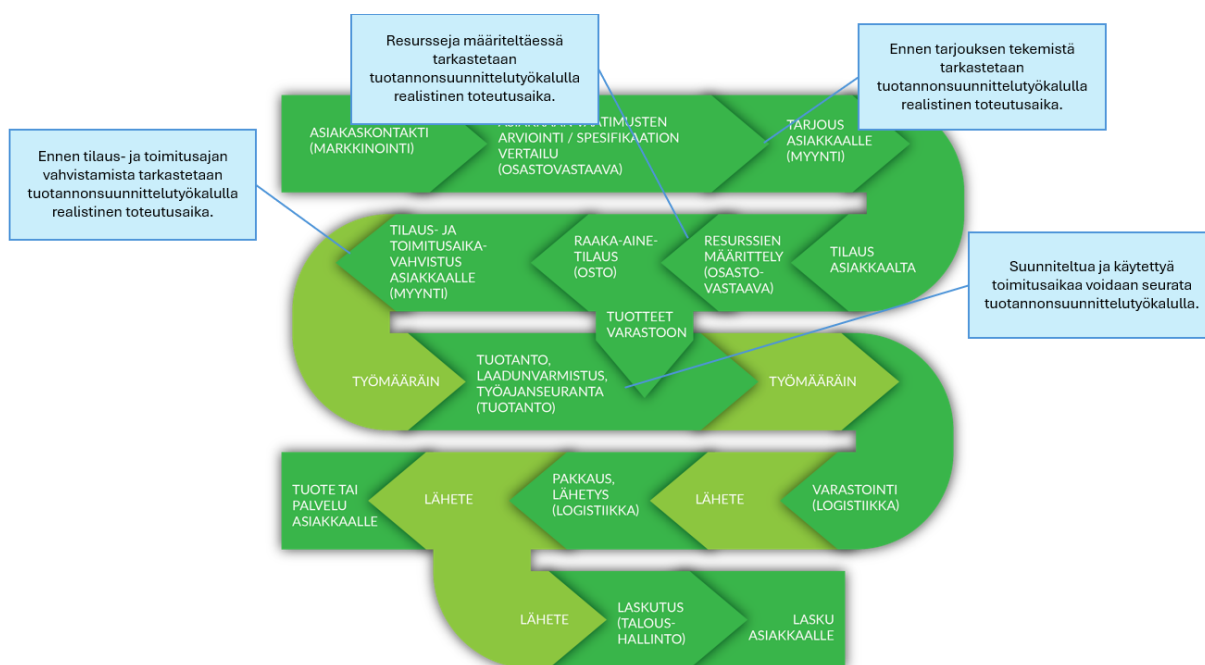 Resursseja määriteltäessä
tarkastetaan
tuotannonsuunnittelutyökalulla
realistinen toteutusaika.
Ennen tarjouksen tekemistä
tarkastetaan
tuotannonsuunnittelutyökalulla
realistinen toteutusaika.
Ennen tilaus- ja toimitusajan
vahvistamista tarkastetaan
tuotannonsuunnittelutyökalulla
realistinen toteutusaika.
ASIAKASKONTAKTI
(MARKKINOINTI)
ARVIOINTI / SPESIFIKAATION
VERTAILU
(OSASTOVASTAAVA)
TARJOUS
ASIAKKAALLE
(MYYNTI)
TILAUS- JA
TOIMITUSAIKA-
VAHVISTUS
ASIAKKAALLE
(MYYNTI)
RAAKA-AINE-
TILAUS
(OSTO)
RESURSSIEN
MÄÄRITTELY
(OSASTO-
VASTAAVA)
TILAUS
ASIAKKAALTA
Suunniteltua ja käytettyä
toimitusaikaa voidaan seurata
tuotannonsuunnittelutyökalulla.
TUOTTEET
VARASTOON
TYÖMÄÄRÄIN
TUOTANTO,
LAADUNVARMISTUS,
TYÖAJANSEURANTA
(TUOTANTO)
TYÖMÄÄRÄIN
TUOTE TAI
PALVELU
ASIAKKAALLE
LÄHETE
PAKKAUS,
LÄHETYS
(LOGISTIIKKA)
LÄHETE
VARASTOINTI
(LOGISTIIKKA)
LÄHETE
LASKUTUS
(TALOUS-
HALLINTO)
LASKU
ASIAKKAALLE